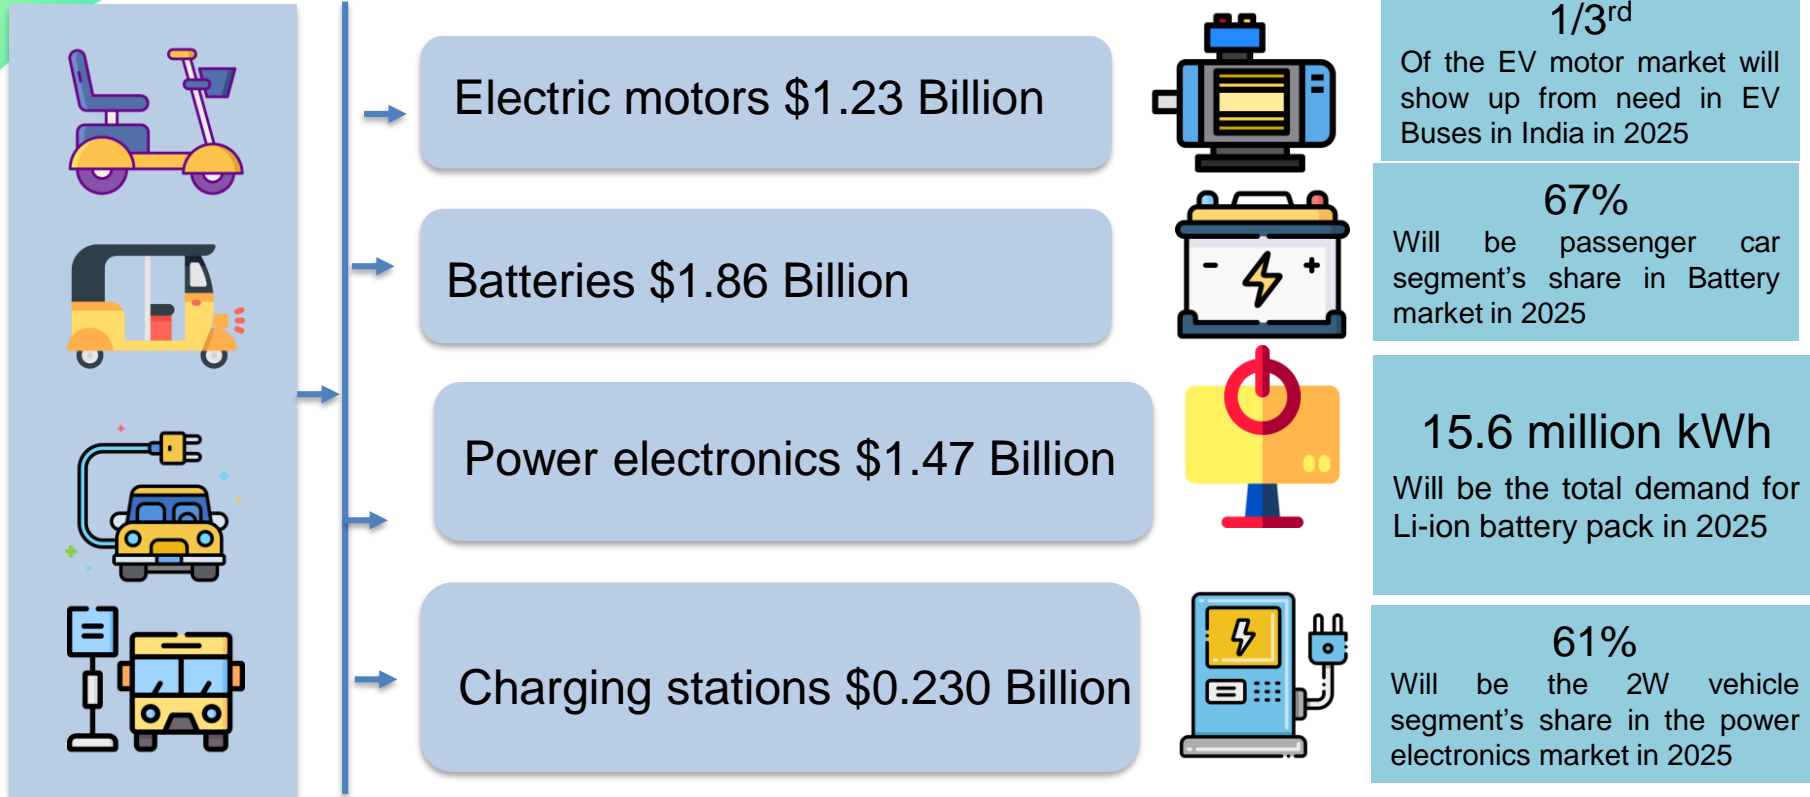 Electric motors $1.23 Billion
1/3rd
Of the EV motor market will
show up from need in EV
Buses in India in 2025
Batteries $1.86 Billion
67%
Will be passenger car
segment's share in Battery
market in 2025
Power electronics $1.47 Billion
15.6 million kWh
Will be the total demand for
Li-ion battery pack in 2025
Charging stations $0.230 Billion
61%
Will be the 2W vehicle
segment's share in the power
electronics market in 2025